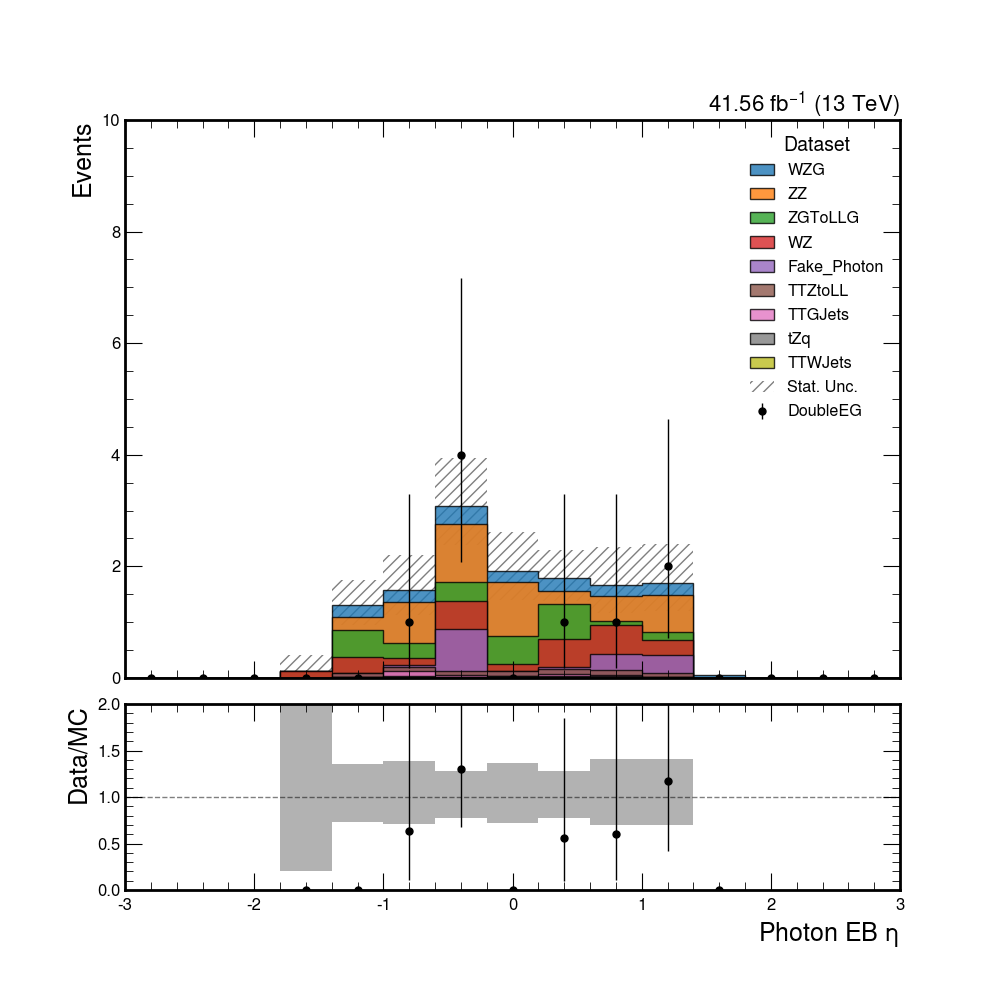 41.56 fb⁻¹ (13 TeV)
Events
10
8
6
4
2
0
Dataset
WZG
ZZ
ZGToLLG
WZ
Fake_Photon
TTZtoLL
TTGJets
tZq
TTWJets
Stat. Unc.
DoubleEG
Data/MC
2.0
1.5
1.0
0.5
0.0
-3 -2 -1 0 1 2 3
Photon EB η